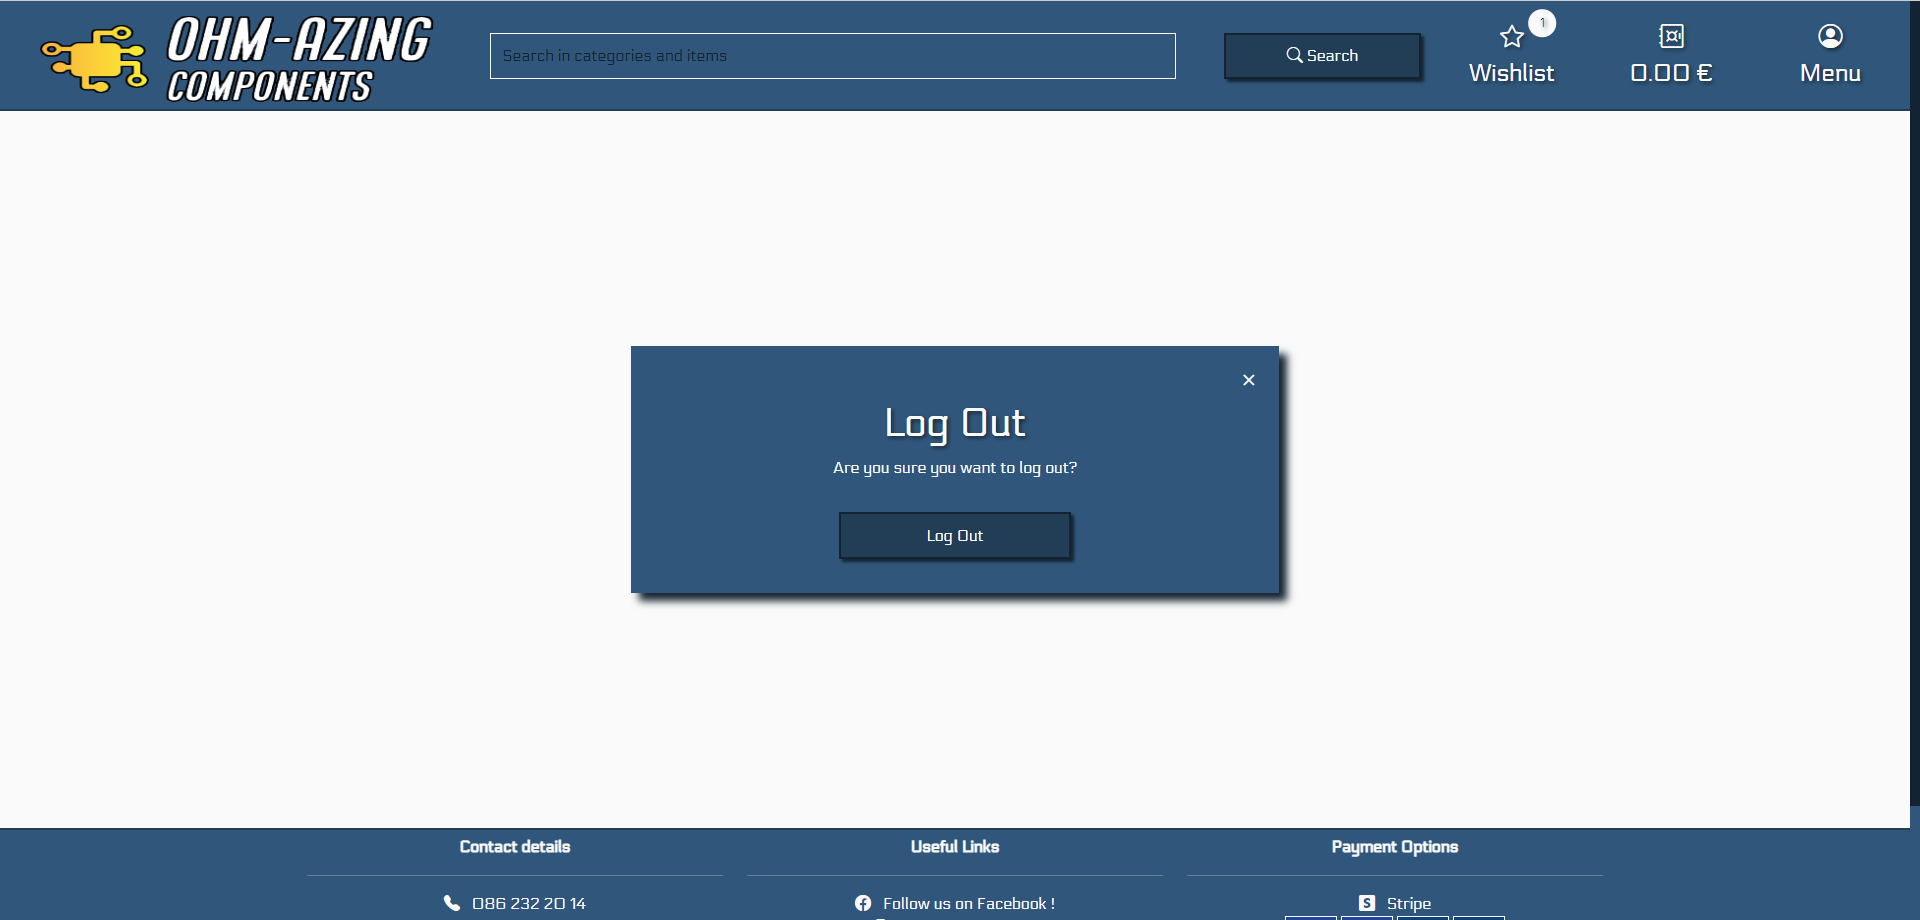 OHM-AZING
COMPONENTS
Search in categories and items
Search
1
Wishlist
0.00 €
Menu
×
Log Out
Are you sure you want to log out?
Log Out
Contact details
Useful Links
Payment Options
086 232 20 14
Follow us on Facebook !
S Stripe